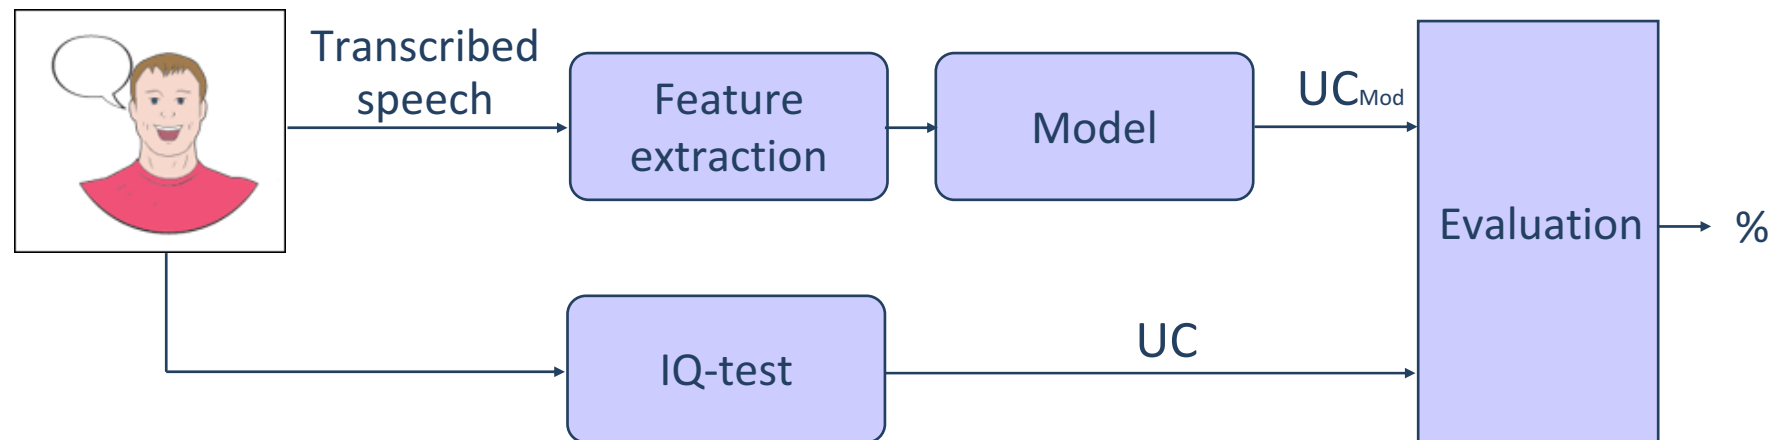 Transcribed
speech
Feature
extraction
Model
UCMod
Evaluation
%
IQ-test
UC